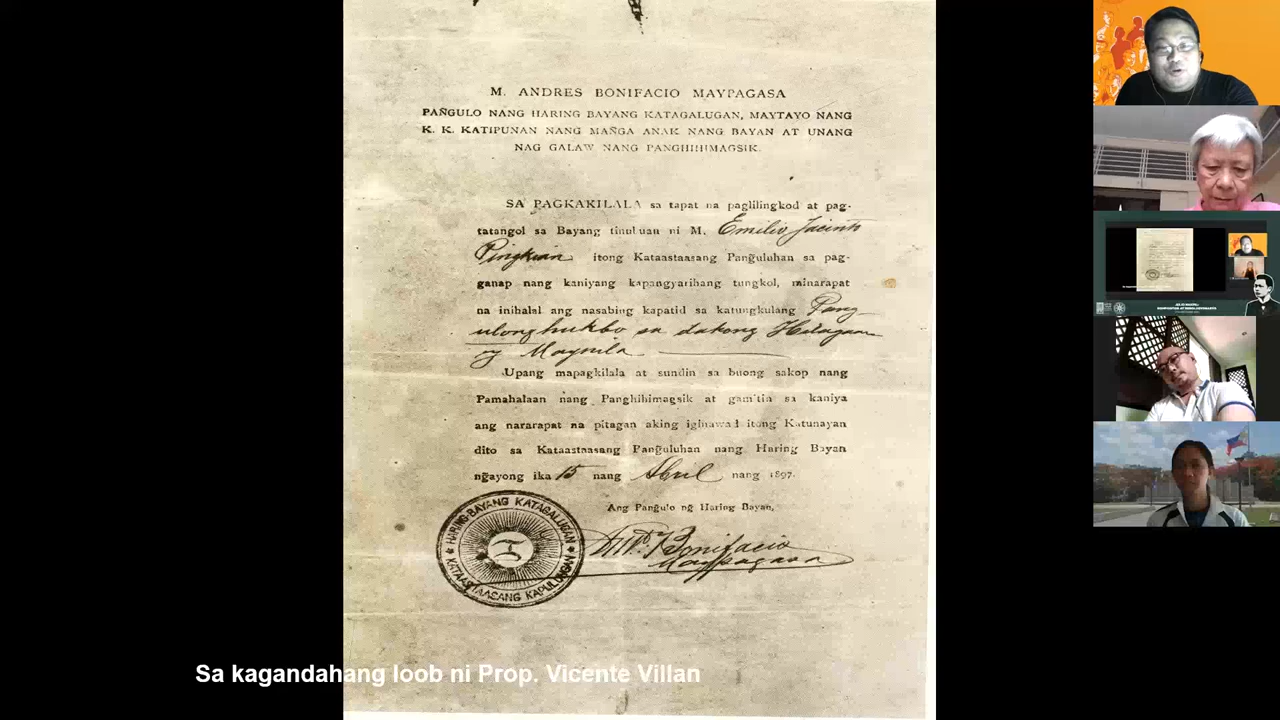 M. ANDRES BONIFACIO MAYPAGASA
PAÑGULO NANG HARING BAYANG KATAGALUGAN, MAYTAYO NANG
K. K. KATIPUNAN NANG MAÑGA ANAK NANG BAYAN AT UNANG
NAG GALAW NANG PANGHIHIMAGSIK.
SA PAGKAKILALA sa tapat na paglilingkod at pag-
tatangol sa Bayang tinuluan ni M. Emilio Jacinto
Pingkian itong Kataastaasang Pañguluhan sa pag-
ganap nang kaniyang kapangyarihang tungkol, minarapat
na inihalal ang nasabing kapatid sa katungkulang Pang
ulong hukbo sa dakong Hilagaan
ng Maynila.
Upang mapagkilala at sundin sa buong sakop nang
Pamahalaan nang Panghihimagsik at gamitin sa kaniya
ang nararapat na pitagan aking iginawad itong Katunayan
dito sa Kataastaasang Pañguluhan nang Haring Bayan
ngayong ika 15 nang Abril nang 1897.
Ang Pañgulo ng Haring Bayan,
HARING-BAYANG KATAGALUGAN
KATAASTAASANG KAPULUNGAN
Bonifacio
Maypagasa
Sa kagandahang loob ni Prop. Vicente Villan